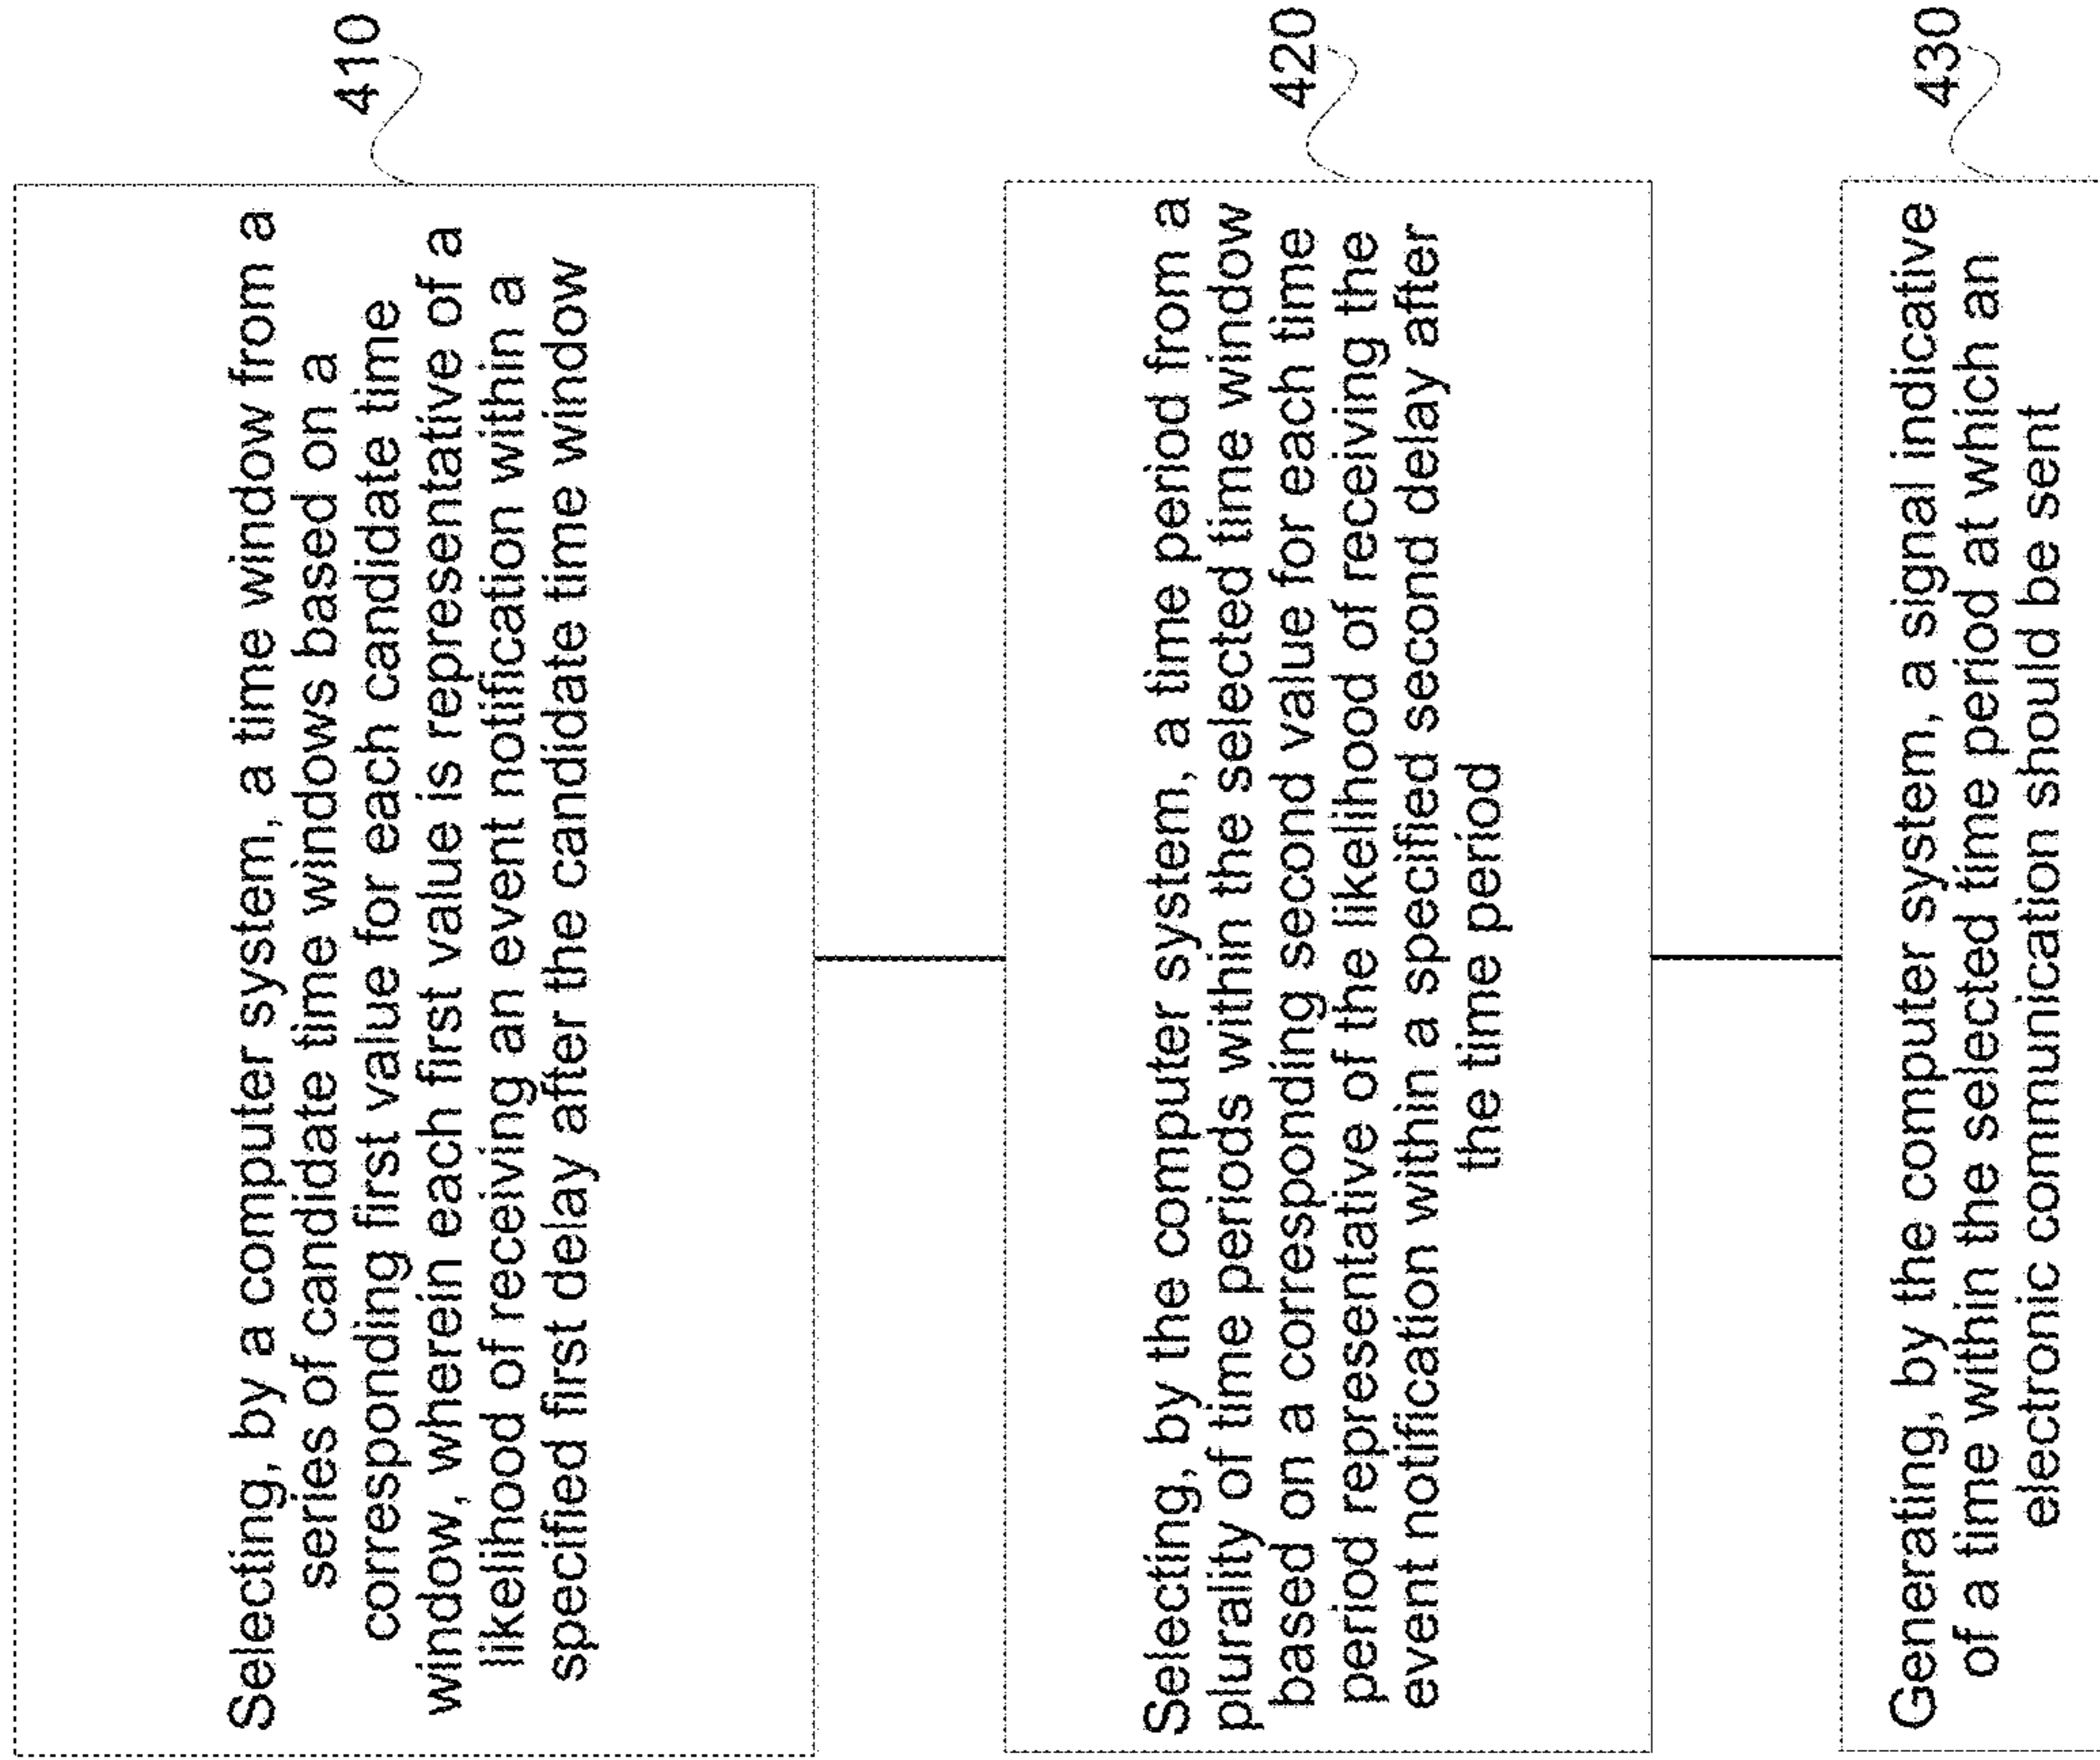 410
Selecting, by a computer system, a time window from a
series of candidate time windows based on a
corresponding first value for each candidate time
window, wherein each first value is representative of a
likelihood of receiving an event notification within a
specified first delay after the candidate time window
420
Selecting, by the computer system, a time period from a
plurality of time periods within the selected time window
based on a corresponding second value for each time
period representative of the likelihood of receiving the
event notification within a specified second delay after
the time period
430
Generating, by the computer system, a signal indicative
of a time within the selected time period at which an
electronic communication should be sent